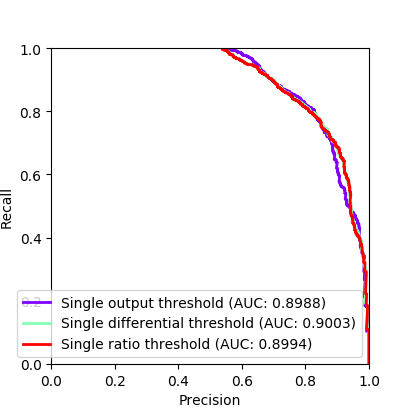 1.0
0.8
0.6
0.4
0.2
0.0
Recall
Single output threshold (AUC: 0.8988)
Single differential threshold (AUC: 0.9003)
Single ratio threshold (AUC: 0.8994)
0.0 0.2 0.4 0.6 0.8 1.0
Precision